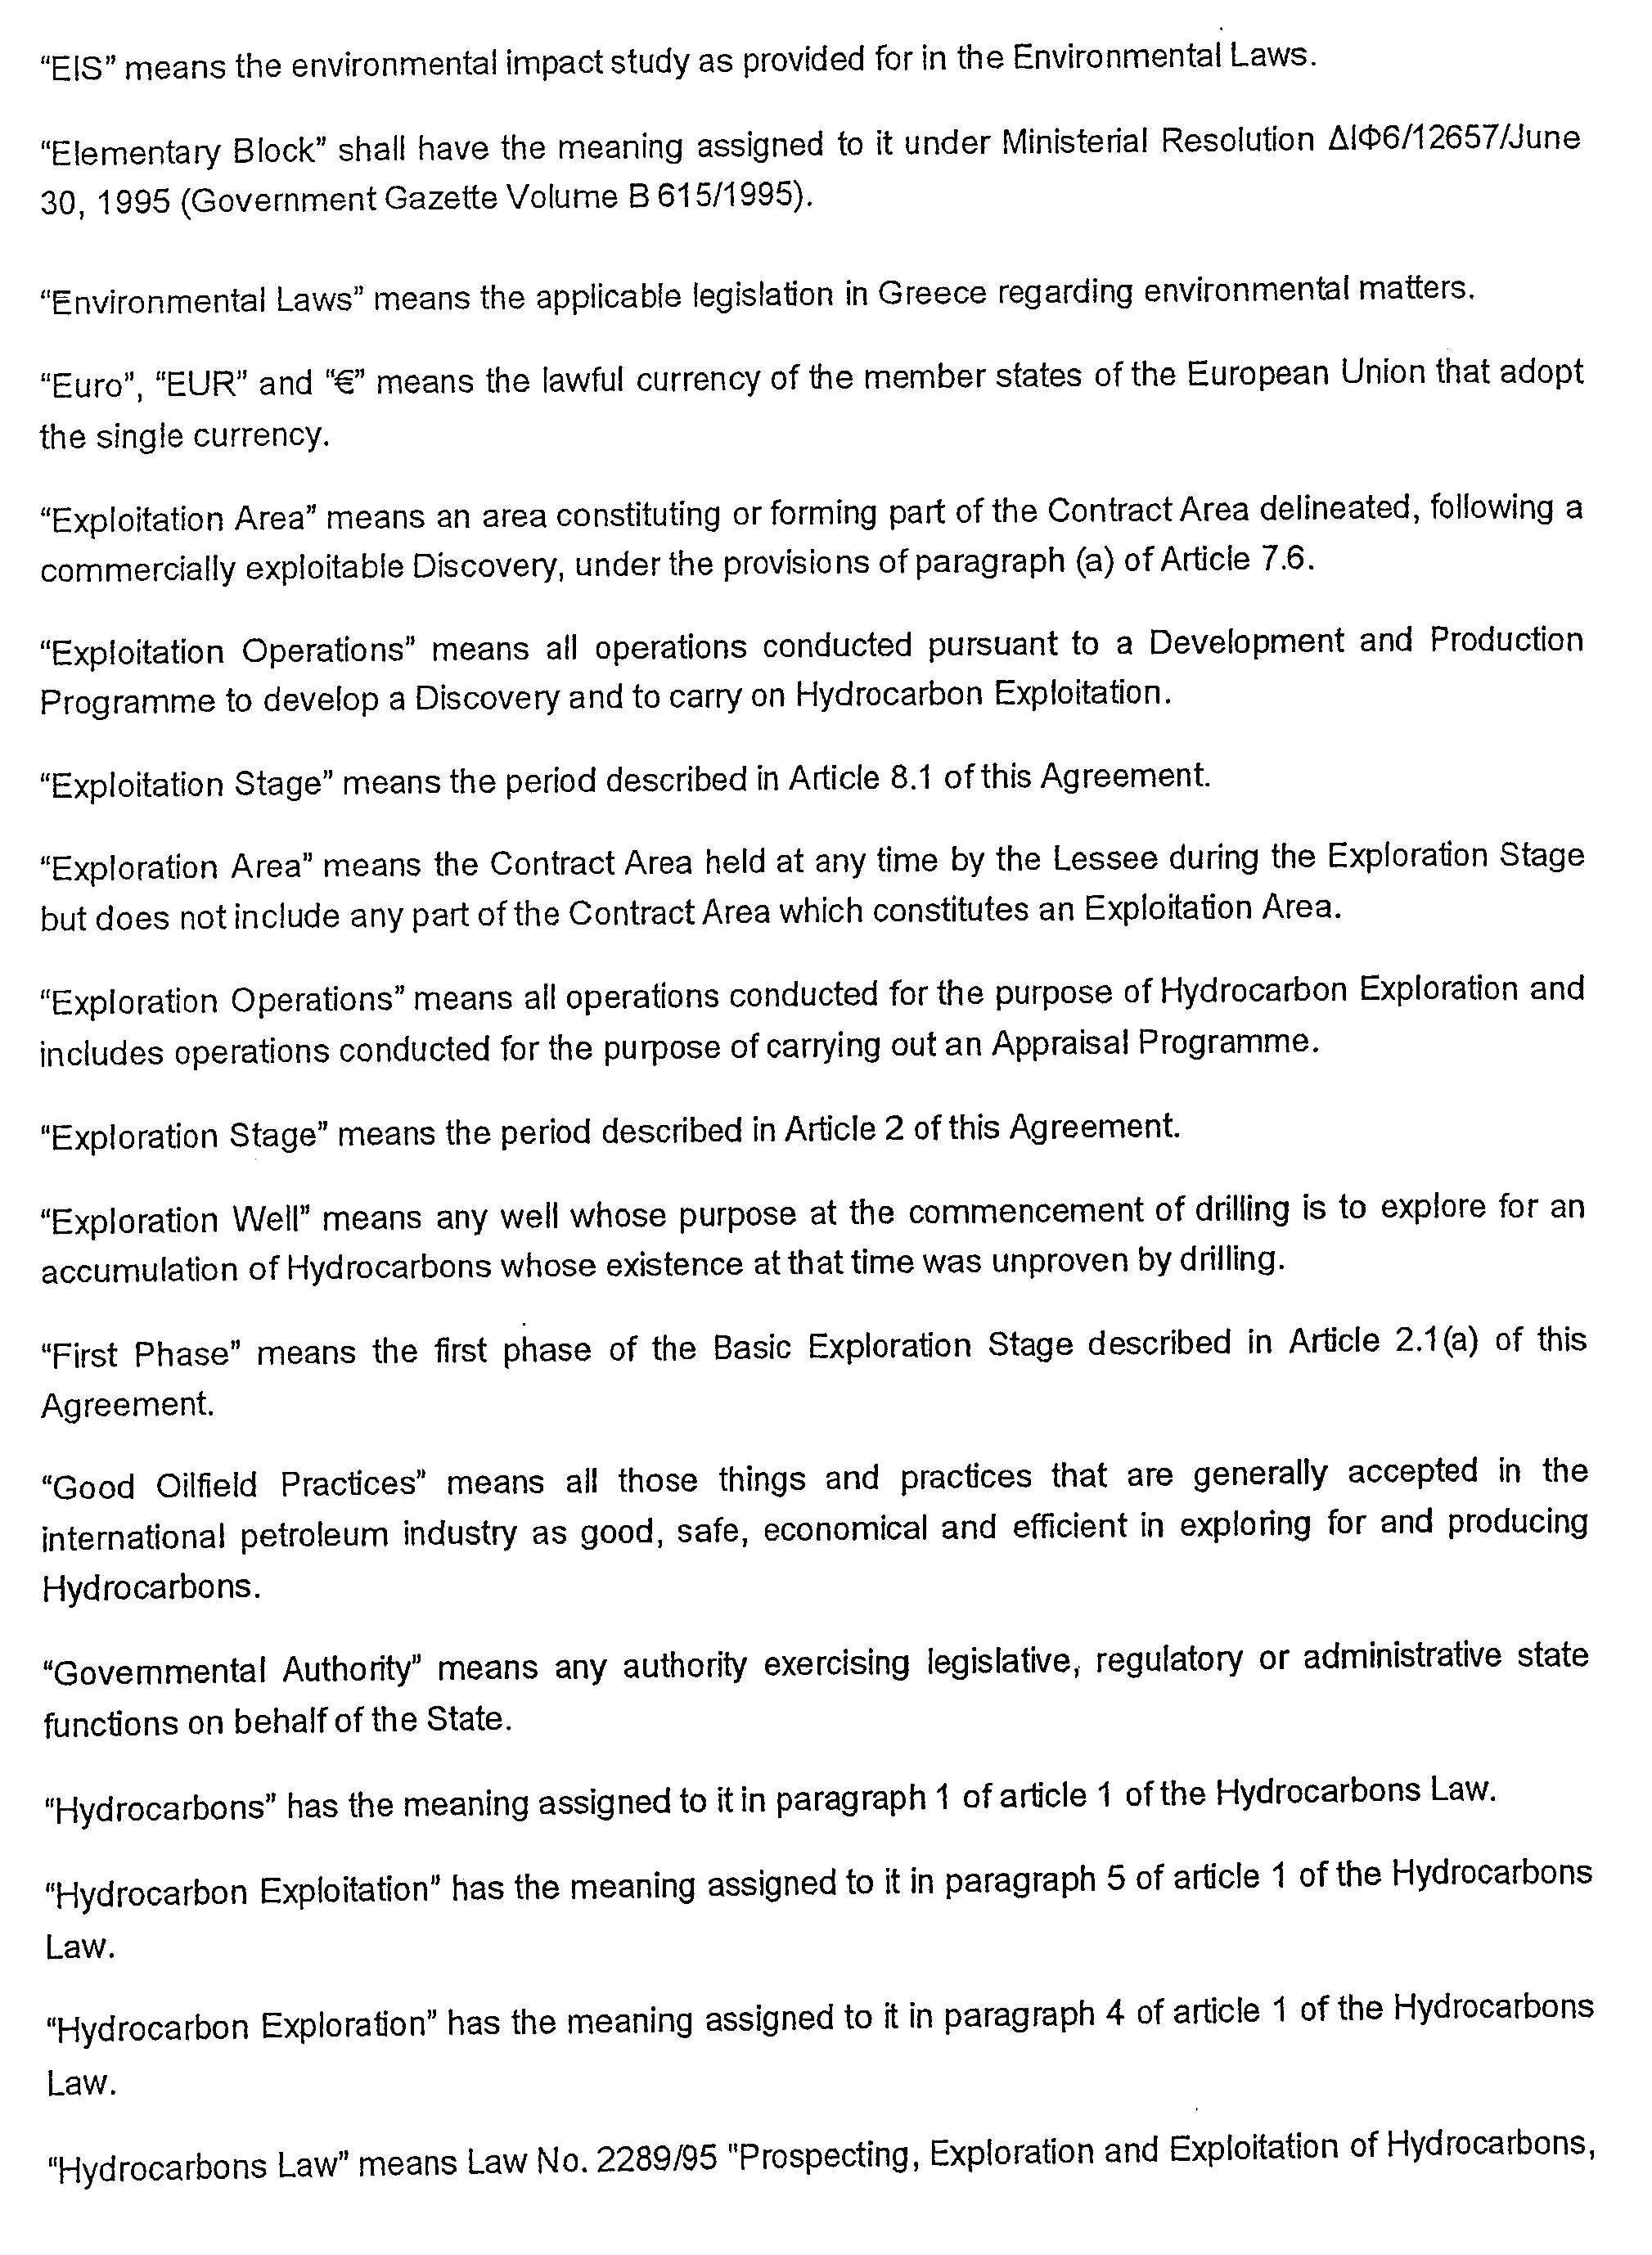 “EIS” means the environmental impact study as provided for in the Environmental Laws.
“Elementary Block” shall have the meaning assigned to it under Ministerial Resolution ΔΙΦ6/12657/June
30, 1995 (Government Gazette Volume B 615/1995).
“Environmental Laws” means the applicable legislation in Greece regarding environmental matters.
“Euro”, “EUR” and “€” means the lawful currency of the member states of the European Union that adopt
the single currency.
“Exploitation Area” means an area constituting or forming part of the Contract Area delineated, following a
commercially exploitable Discovery, under the provisions of paragraph (a) of Article 7.6.
“Exploitation Operations” means all operations conducted pursuant to a Development and Production
Programme to develop a Discovery and to carry on Hydrocarbon Exploitation.
“Exploitation Stage” means the period described in Article 8.1 of this Agreement.
“Exploration Area” means the Contract Area held at any time by the Lessee during the Exploration Stage
but does not include any part of the Contract Area which constitutes an Exploitation Area.
“Exploration Operations” means all operations conducted for the purpose of Hydrocarbon Exploration and
includes operations conducted for the purpose of carrying out an Appraisal Programme.
“Exploration Stage” means the period described in Article 2 of this Agreement.
“Exploration Well” means any well whose purpose at the commencement of drilling is to explore for an
accumulation of Hydrocarbons whose existence at that time was unproven by drilling.
“First Phase” means the first phase of the Basic Exploration Stage described in Article 2.1(a) of this
Agreement.
“Good Oilfield Practices” means all those things and practices that are generally accepted in the
international petroleum industry as good, safe, economical and efficient in exploring for and producing
Hydrocarbons.
“Governmental Authority” means any authority exercising legislative, regulatory or administrative state
functions on behalf of the State.
“Hydrocarbons” has the meaning assigned to it in paragraph 1 of article 1 of the Hydrocarbons Law.
“Hydrocarbon Exploitation” has the meaning assigned to it in paragraph 5 of article 1 of the Hydrocarbons
Law.
“Hydrocarbon Exploration” has the meaning assigned to it in paragraph 4 of article 1 of the Hydrocarbons
Law.
“Hydrocarbons Law” means Law No. 2289/95 "Prospecting, Exploration and Exploitation of Hydrocarbons,